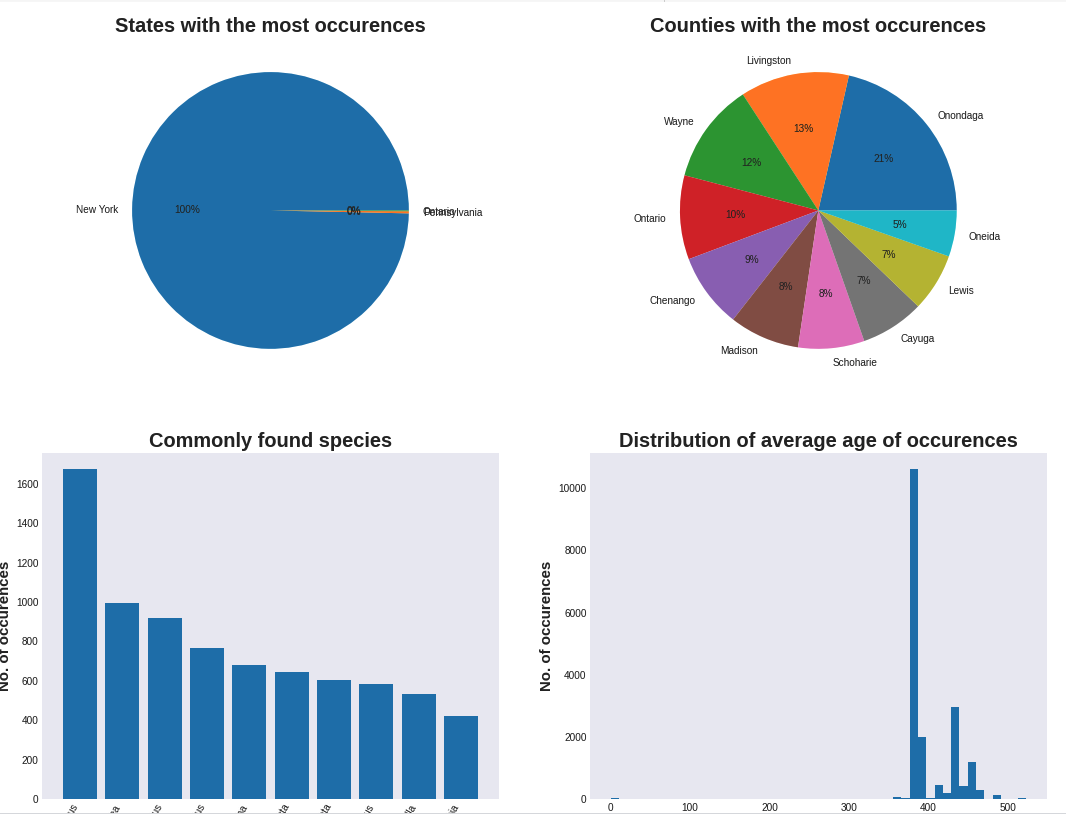 States with the most occurences
New York
100%
0%
Pennsylvania
Counties with the most occurences
Livingston
Wayne
Onondaga
13%
12%
21%
Ontario
10%
5%
Oneida
9%
7%
Chenango
8%
8%
7%
Lewis
Madison
Cayuga
Schoharie
Commonly found species
No. of occurences
1600
1400
1200
1000
800
600
400
200
0
Distribution of average age of occurences
No. of occurences
10000
8000
6000
4000
2000
0
0 100 200 300 400 500